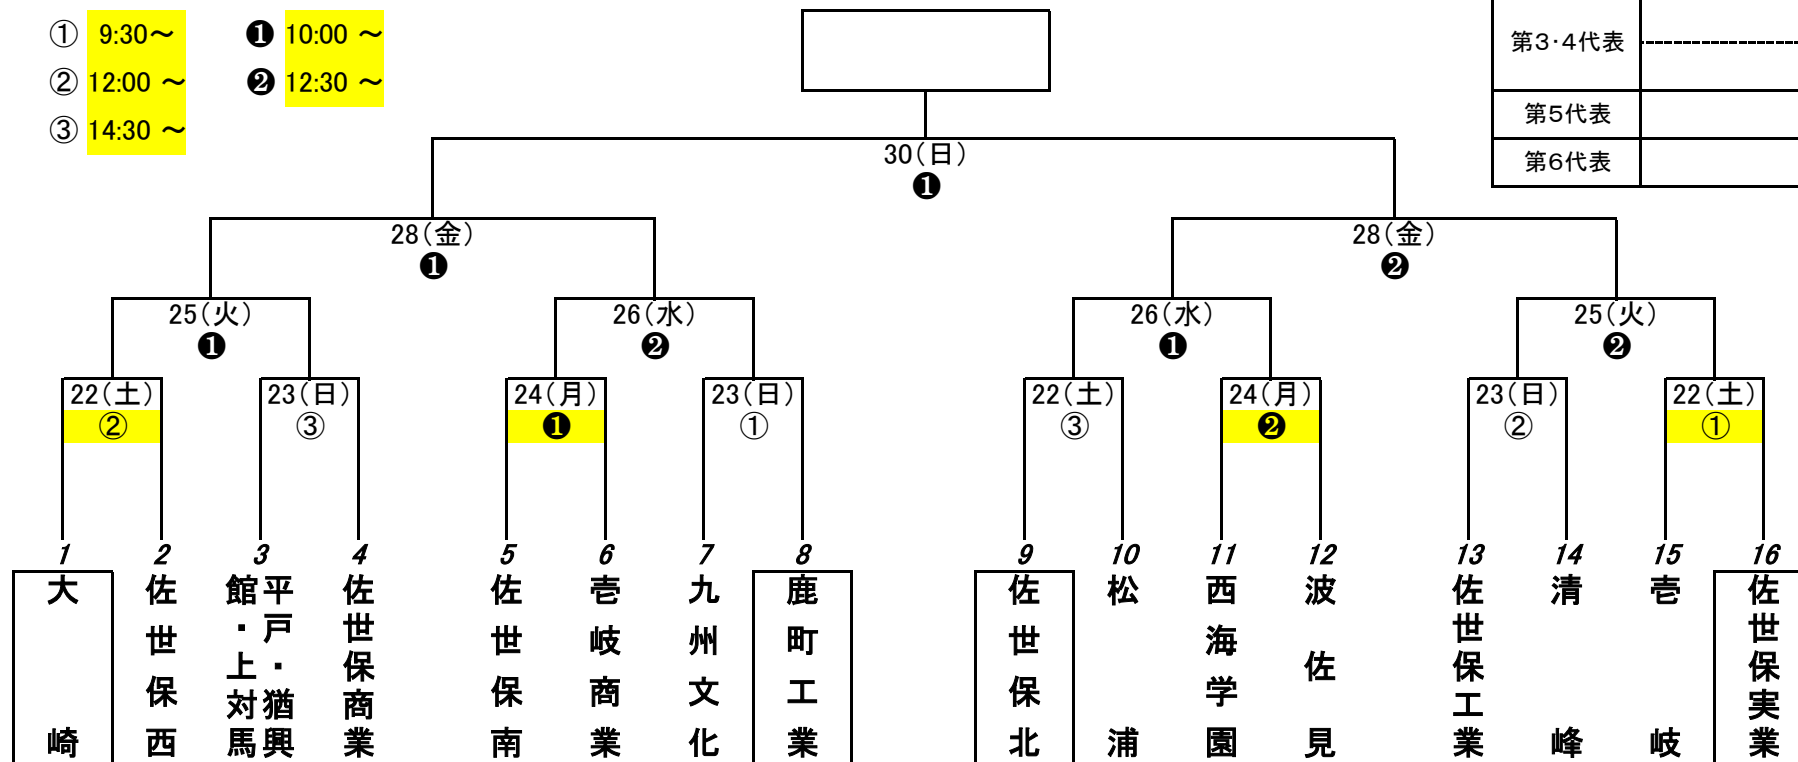 ① 9:30～ ❶ 10:00 ～
② 12:00 ～ ❷ 12:30 ～
③ 14:30 ～
第3・4代表
第5代表
第6代表
30(日)
❶
28(金) 28(金)
❶ ❷
25(火) 26(水) 26(水) 25(火)
❶ ❷ ❶ ❷
22(土) 23(日) 24(月) 23(日) 22(土) 24(月) 23(日) 22(土)
② ③ ❶ ① ③ ❷ ② ①
1 2 3 4 5 6 7 8 9 10 11 12 13 14 15 16
大崎
佐世保西
平戸・猶興
館・上対馬
佐世保商業
佐世保南
壱岐商業
九州文化
鹿町工業
佐世保北
松浦
西海学園
波佐見
佐世保工業
清峰
壱岐
佐世保実業